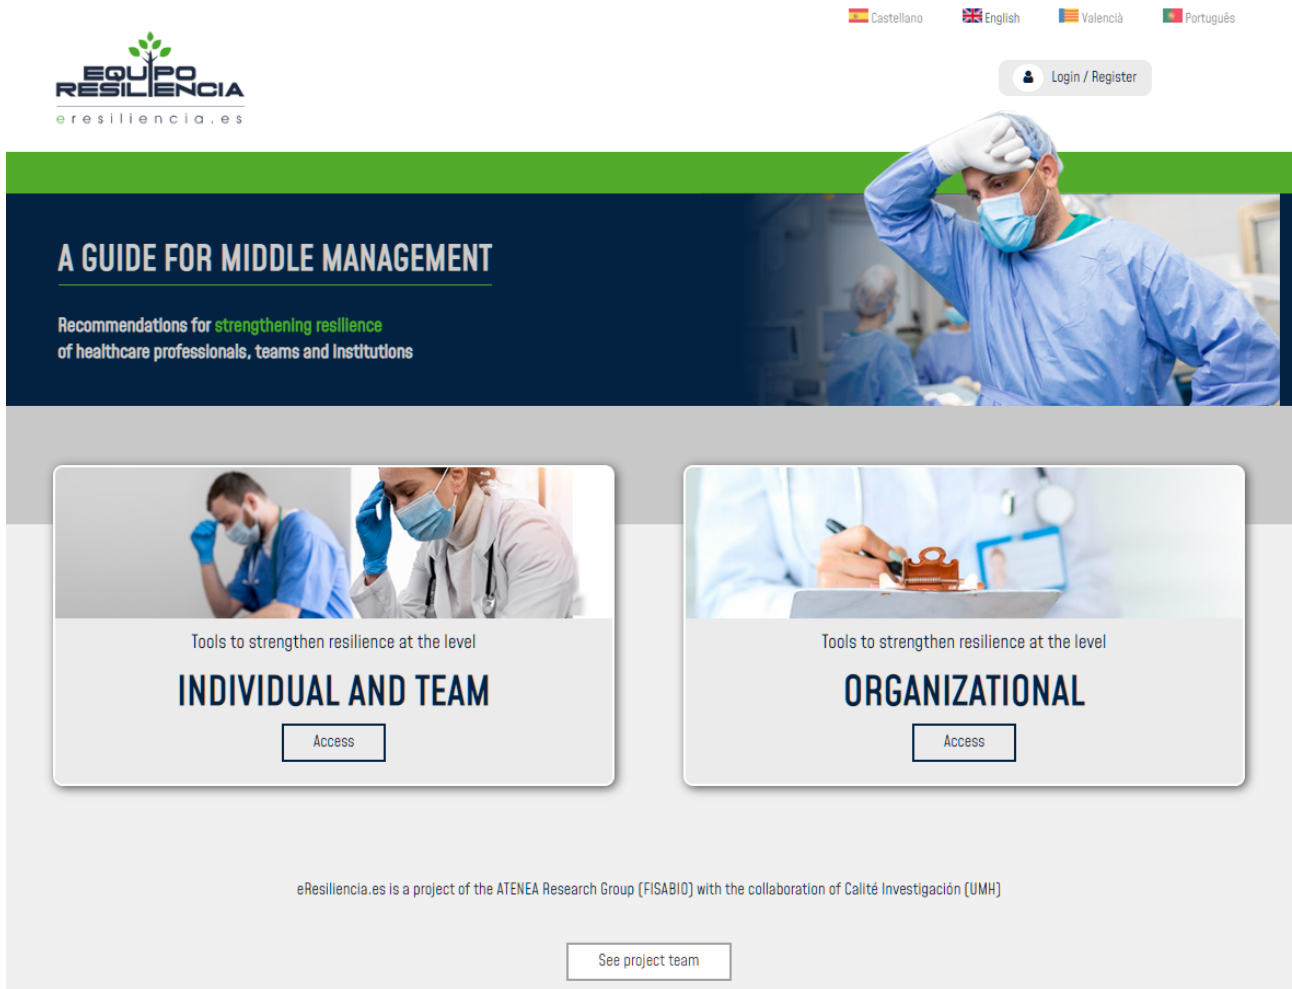 Castellano
English
Valencià
Português
EQUIPO
RESILIENCIA
eresiliencia.es
Login / Register
A GUIDE FOR MIDDLE MANAGEMENT
Recommendations for strengthening resilience
of healthcare professionals, teams and institutions
Tools to strengthen resilience at the level
INDIVIDUAL AND TEAM
Access
Tools to strengthen resilience at the level
ORGANIZATIONAL
Access
eResiliencia.es is a project of the ATENEA Research Group (FISABIO) with the collaboration of Calité Investigación (UMH)
See project team